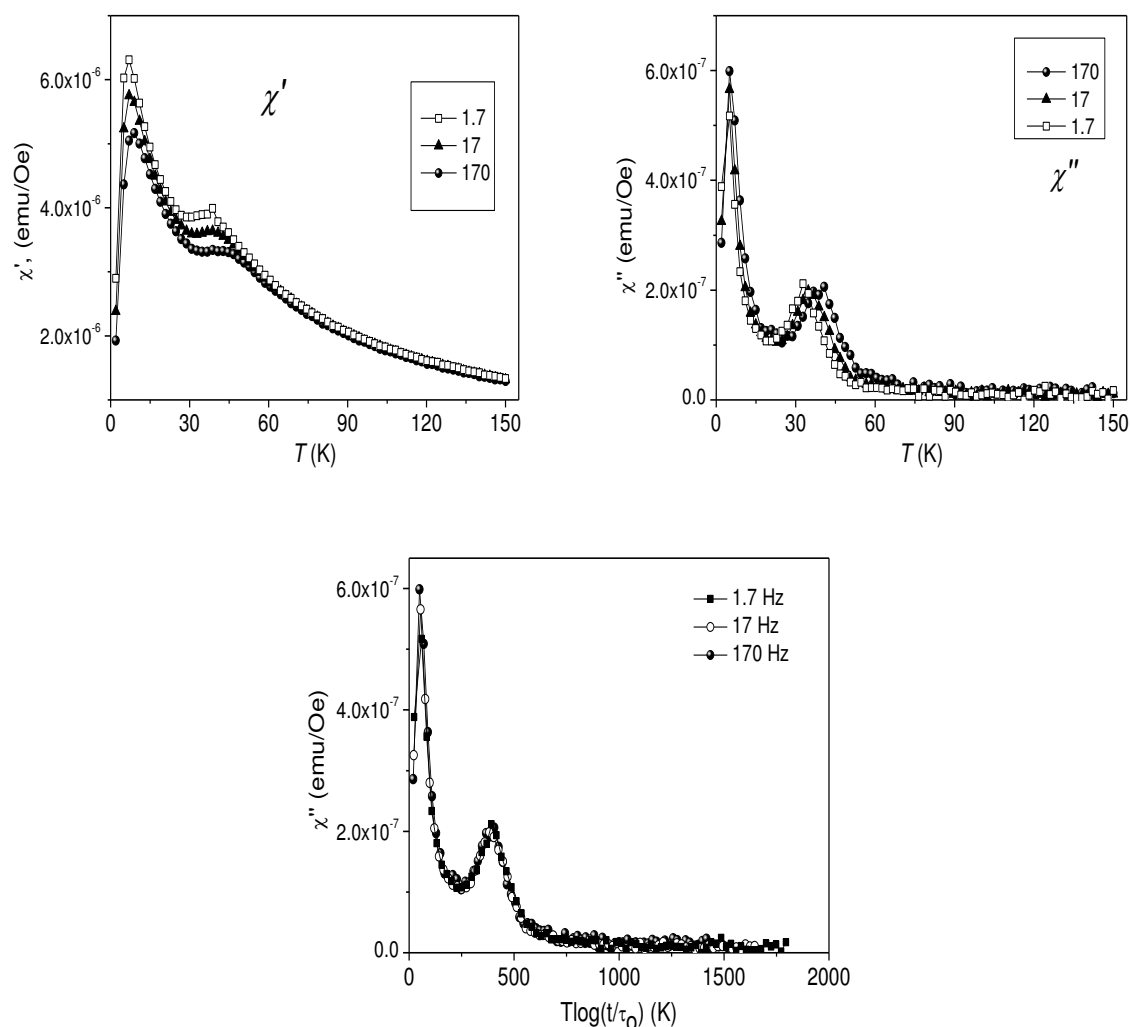 χ'
1.7
17
170
6.0x10⁻⁶
4.0x10⁻⁶
2.0x10⁻⁶
χ', (emu/Oe)
0 30 60 90 120 150
T (K)
170
17
1.7
χ''
6.0x10⁻⁷
4.0x10⁻⁷
2.0x10⁻⁷
0.0
χ'' (emu/Oe)
0 30 60 90 120 150
T (K)
1.7 Hz
17 Hz
170 Hz
6.0x10⁻⁷
4.0x10⁻⁷
2.0x10⁻⁷
0.0
χ'' (emu/Oe)
0 500 1000 1500 2000
Tlog(t/τ₀) (K)